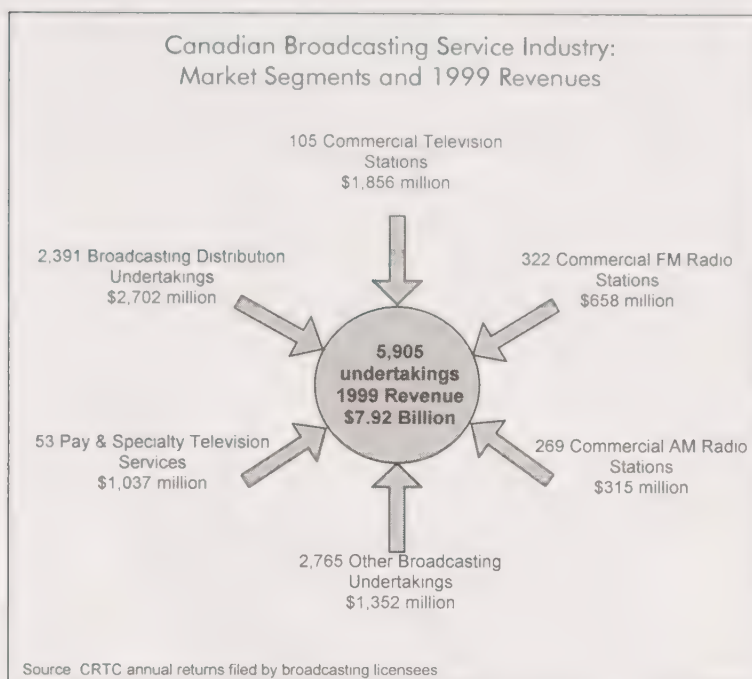 Canadian Broadcasting Service Industry:
Market Segments and 1999 Revenues
105 Commercial Television
Stations
$1,856 million
2,391 Broadcasting Distribution
Undertakings
$2,702 million
322 Commercial FM Radio
Stations
$658 million
5,905
undertakings
1999 Revenue
$7.92 Billion
53 Pay & Specialty Television
Services
$1,037 million
269 Commercial AM Radio
Stations
$315 million
2,765 Other Broadcasting
Undertakings
$1,352 million
Source CRTC annual returns filed by broadcasting licensees